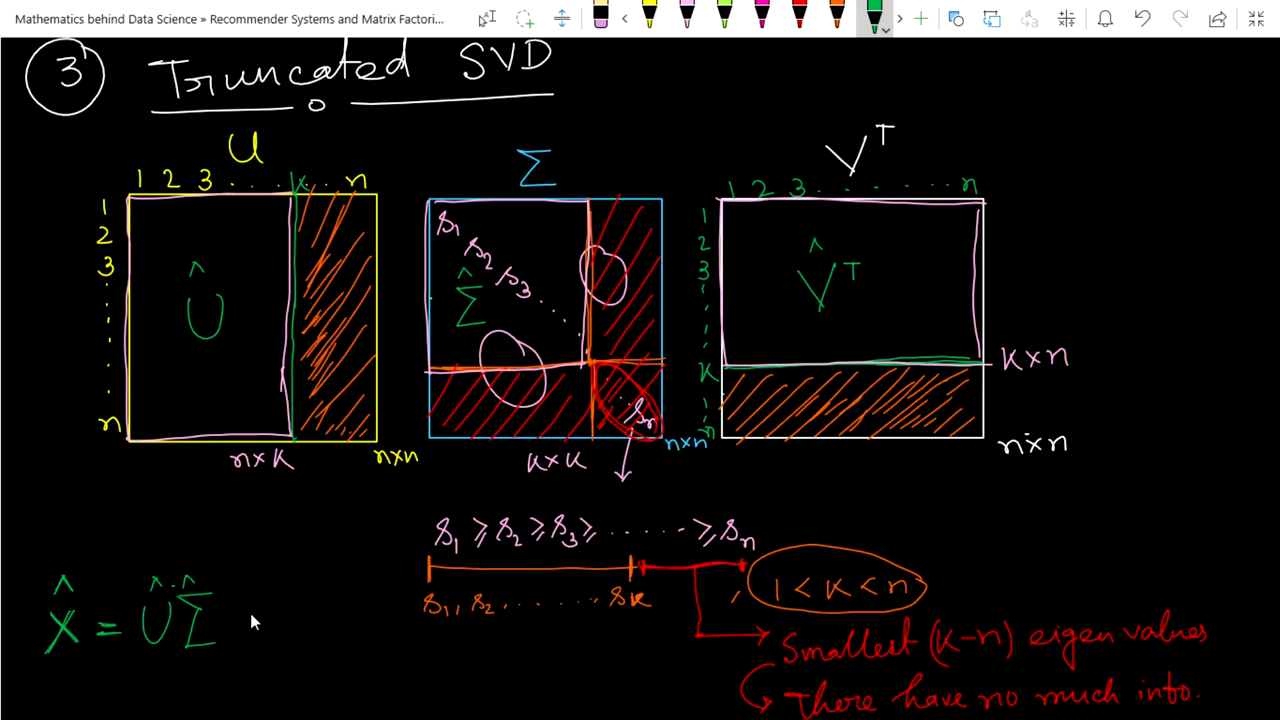 Mathematics behind Data Science » Recommender Systems and Matrix Factori...
3 Truncated SVD
U Σ V^T
1 2 3 . . . . k . . n
1 2 3 . . . . . . . n
1
2
3
:
n
s1
s2
s3
. . . .
sn
1
2
3
:
k
:
n
Û
Σ̂
V̂^T
k×n
n×k n×n k×k n×n n×n
s1 ≥ s2 ≥ s3 ≥ . . . . . ≥ sn
s1, s2 . . . . . . . sk , 1 < k < n
X̂ = Û Σ̂
Smallest (k-n) eigen values
There have no much info.